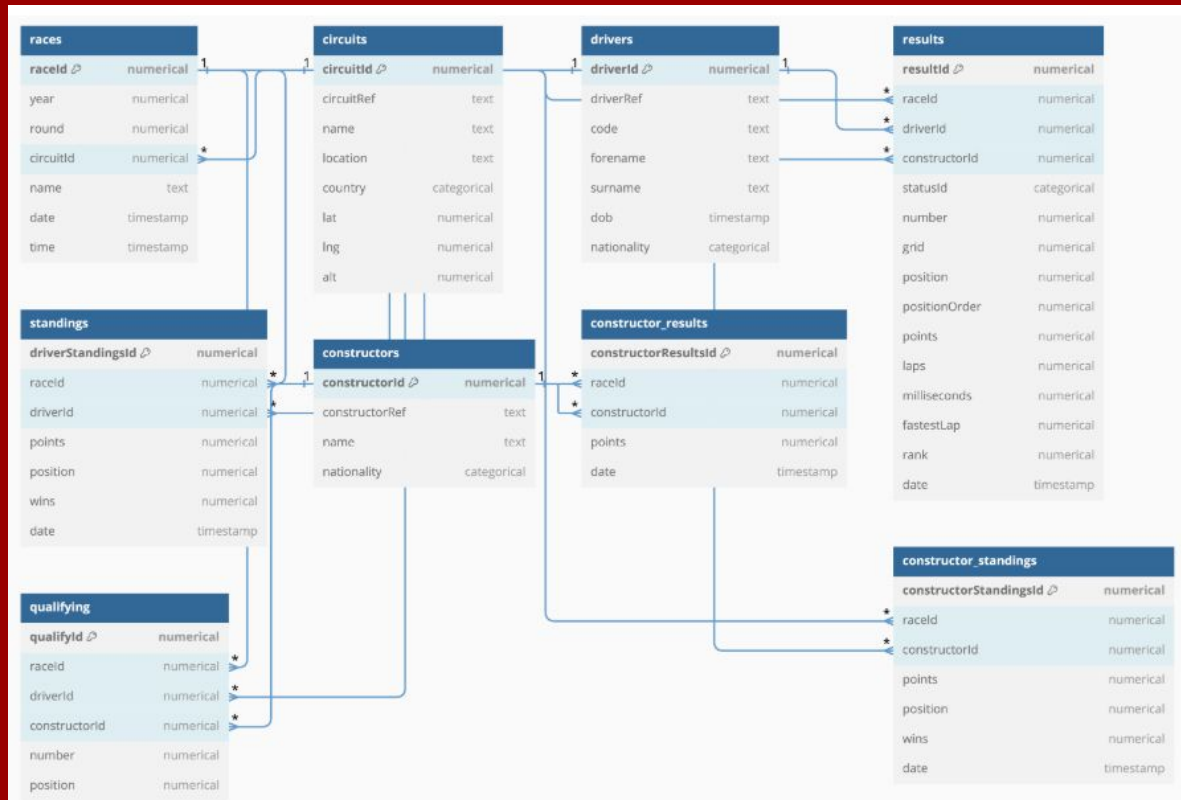 races
raceId numerical
year numerical
round numerical
circuitId numerical
name text
date timestamp
time timestamp
circuits
circuitId numerical
circuitRef text
name text
location text
country categorical
lat numerical
lng numerical
alt numerical
drivers
driverId numerical
driverRef text
code text
forename text
surname text
dob timestamp
nationality categorical
results
resultId numerical
raceId numerical
driverId numerical
constructorId numerical
statusId categorical
number numerical
grid numerical
position numerical
positionOrder numerical
points numerical
laps numerical
milliseconds numerical
fastestLap numerical
rank numerical
date timestamp
standings
driverStandingsId numerical
raceId numerical
driverId numerical
points numerical
position numerical
wins numerical
date timestamp
constructors
constructorId numerical
constructorRef text
name text
nationality categorical
constructor_results
constructorResultsId numerical
raceId numerical
constructorId numerical
points numerical
date timestamp
qualifying
qualifyId numerical
raceId numerical
driverId numerical
constructorId numerical
number numerical
position numerical
constructor_standings
constructorStandingsId numerical
raceId numerical
constructorId numerical
points numerical
position numerical
wins numerical
date timestamp
1
1
1
1
1
1
*
*
*
*
*
*
*
*
*
*
*
*
*